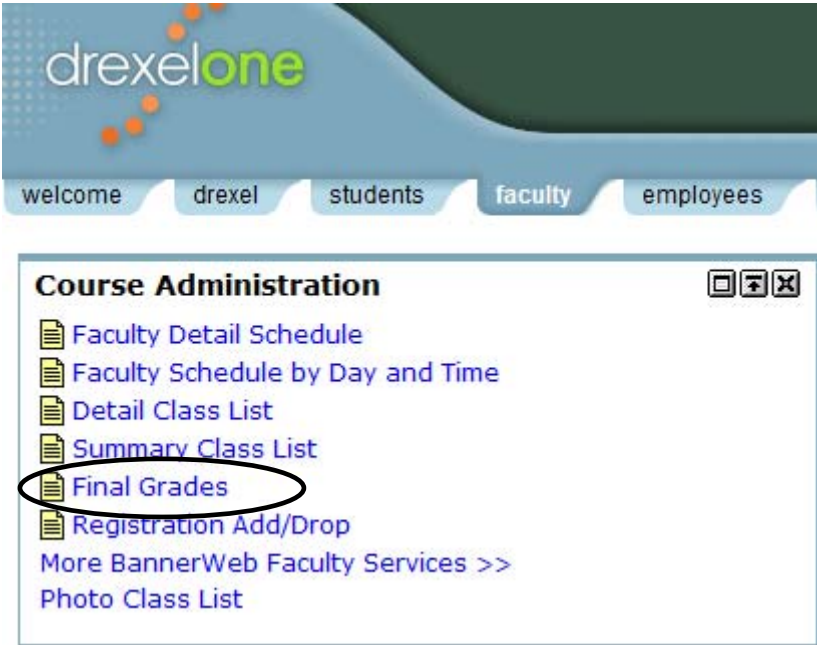 drexelone
welcome drexel students faculty employees
Course Administration
Faculty Detail Schedule
Faculty Schedule by Day and Time
Detail Class List
Summary Class List
Final Grades
Registration Add/Drop
More BannerWeb Faculty Services >>
Photo Class List